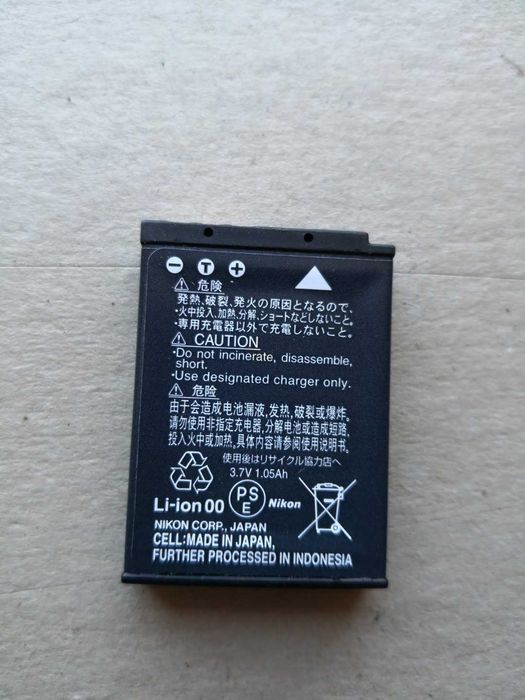 − T +
⚠ 危険
発熱、破裂、発火の原因となるので、
・火中投入、加熱、分解、ショートなどしないこと。
・専用充電器以外で充電しないこと。
⚠ CAUTION
·Do not incinerate, disassemble,
short.
·Use designated charger only.
⚠ 危险
由于会造成电池漏液，发热，破裂或爆炸。
请勿使用非指定充电器，分解电池或造成短路，
投入火中或加热。具体内容请参阅使用说明书。
使用後はリサイクル協力店へ
3.7V 1.05Ah
Li-ion 00 PS E Nikon
NIKON CORP., JAPAN
CELL:MADE IN JAPAN,
FURTHER PROCESSED IN INDONESIA